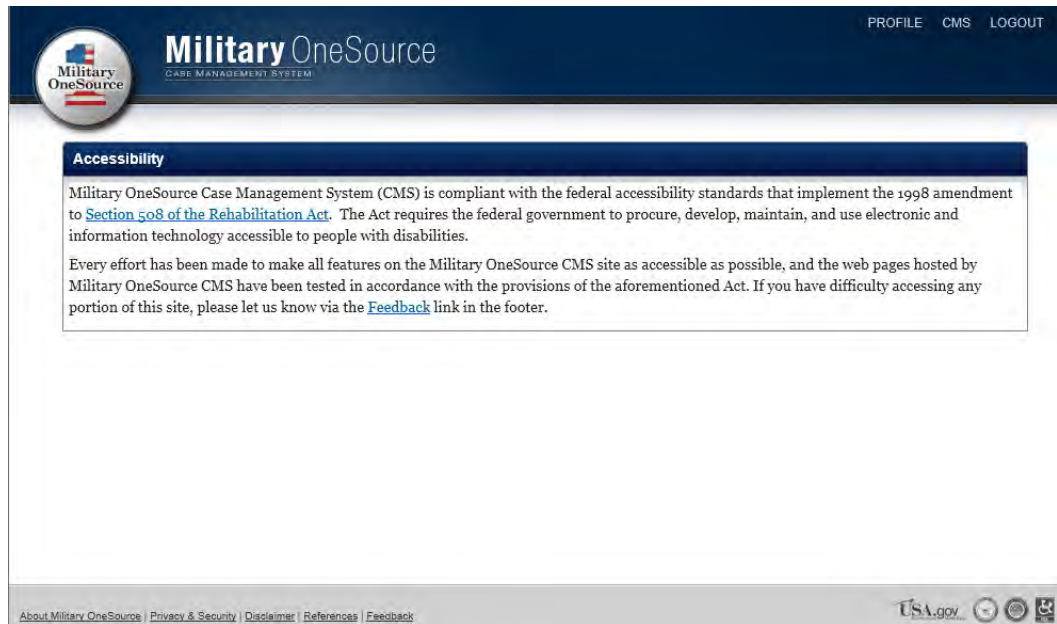 PROFILE CMS LOGOUT
Military
OneSource
Military OneSource
CASE MANAGEMENT SYSTEM
Accessibility
Military OneSource Case Management System (CMS) is compliant with the federal accessibility standards that implement the 1998 amendment
to Section 508 of the Rehabilitation Act. The Act requires the federal government to procure, develop, maintain, and use electronic and
information technology accessible to people with disabilities.
Every effort has been made to make all features on the Military OneSource CMS site as accessible as possible, and the web pages hosted by
Military OneSource CMS have been tested in accordance with the provisions of the aforementioned Act. If you have difficulty accessing any
portion of this site, please let us know via the Feedback link in the footer.
About Military OneSource | Privacy & Security | Disclaimer | References | Feedback
USA.gov